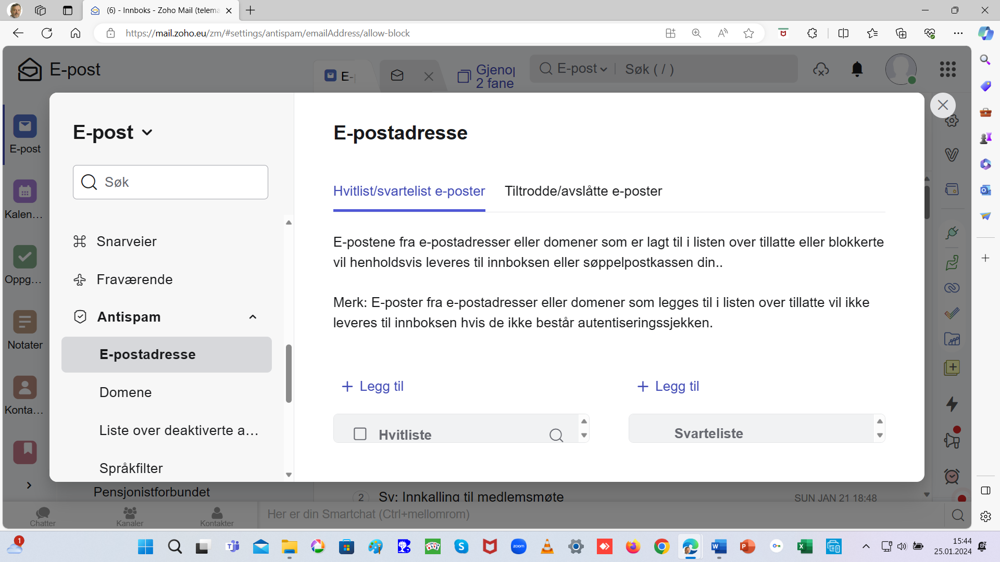 (6) - Innboks - Zoho Mail (telema
https://mail.zoho.eu/zm/#settings/antispam/emailAddress/allow-block
E-post
E-
Gjenop
2 fane
E-post
Søk ( / )
E-post
Kalen...
Oppg...
Notater
Konta...
E-post
Søk
Snarveier
Fraværende
Antispam
E-postadresse
Domene
Liste over deaktiverte a...
Språkfilter
E-postadresse
Hvitlist/svartelist e-poster
Tiltrodde/avslåtte e-poster
E-postene fra e-postadresser eller domener som er lagt til i listen over tillatte eller blokkerte
vil henholdsvis leveres til innboksen eller søppelpostkassen din..
Merk: E-poster fra e-postadresser eller domener som legges til i listen over tillatte vil ikke
leveres til innboksen hvis de ikke består autentiseringssjekken.
+ Legg til
+ Legg til
Hvitliste
Svarteliste
Pensjonistforbundet
2 Sv: Innkalling til medlemsmøte
SUN JAN 21 18:48
Chatter
Kanaler
Kontakter
Her er din Smartchat (Ctrl+mellomrom)
1
zoom
15:44
25.01.2024